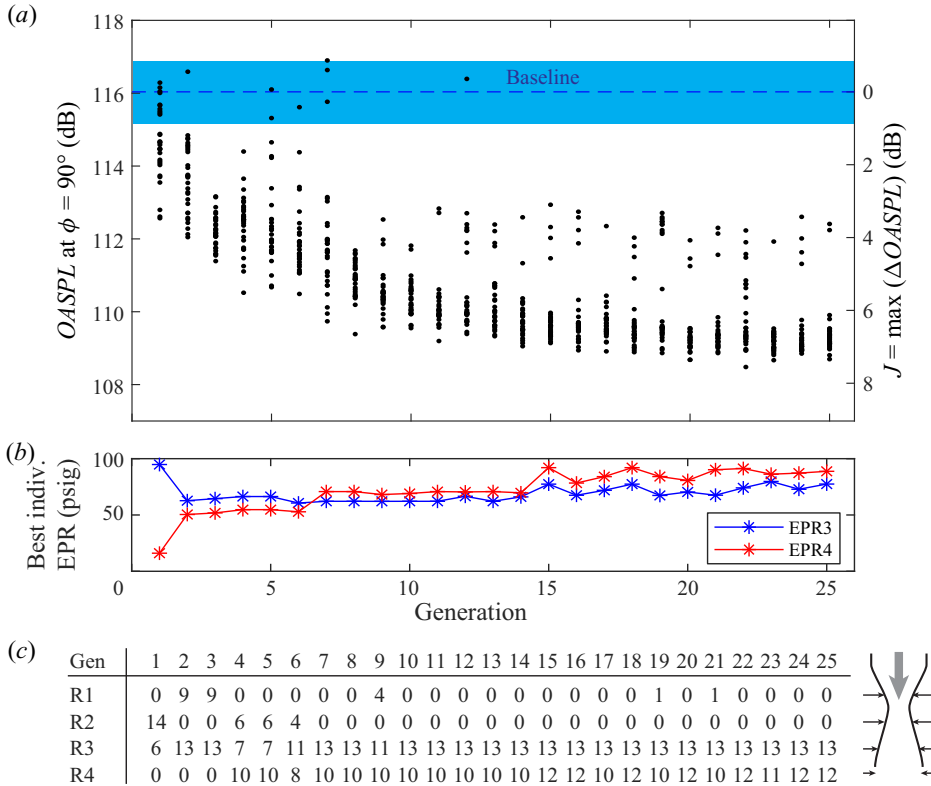 (a)
118
116
114
112
110
108
OASPL at ϕ = 90° (dB)
Baseline
0
2
4
6
8
J = max (ΔOASPL) (dB)
(b)
100
50
0
Best indiv.
EPR (psig)
EPR3
EPR4
5 10 15 20 25
Generation
(c)
Gen 1 2 3 4 5 6 7 8 9 10 11 12 13 14 15 16 17 18 19 20 21 22 23 24 25
R1 0 9 9 0 0 0 0 0 4 0 0 0 0 0 0 0 0 0 1 0 1 0 0 0 0
R2 14 0 0 6 6 4 0 0 0 0 0 0 0 0 0 0 0 0 0 0 0 0 0 0 0
R3 6 13 13 7 7 11 13 13 11 13 13 13 13 13 13 13 13 13 13 13 13 13 13 13 13
R4 0 0 0 10 10 8 10 10 10 10 10 10 10 10 12 12 10 12 10 12 10 12 11 12 12